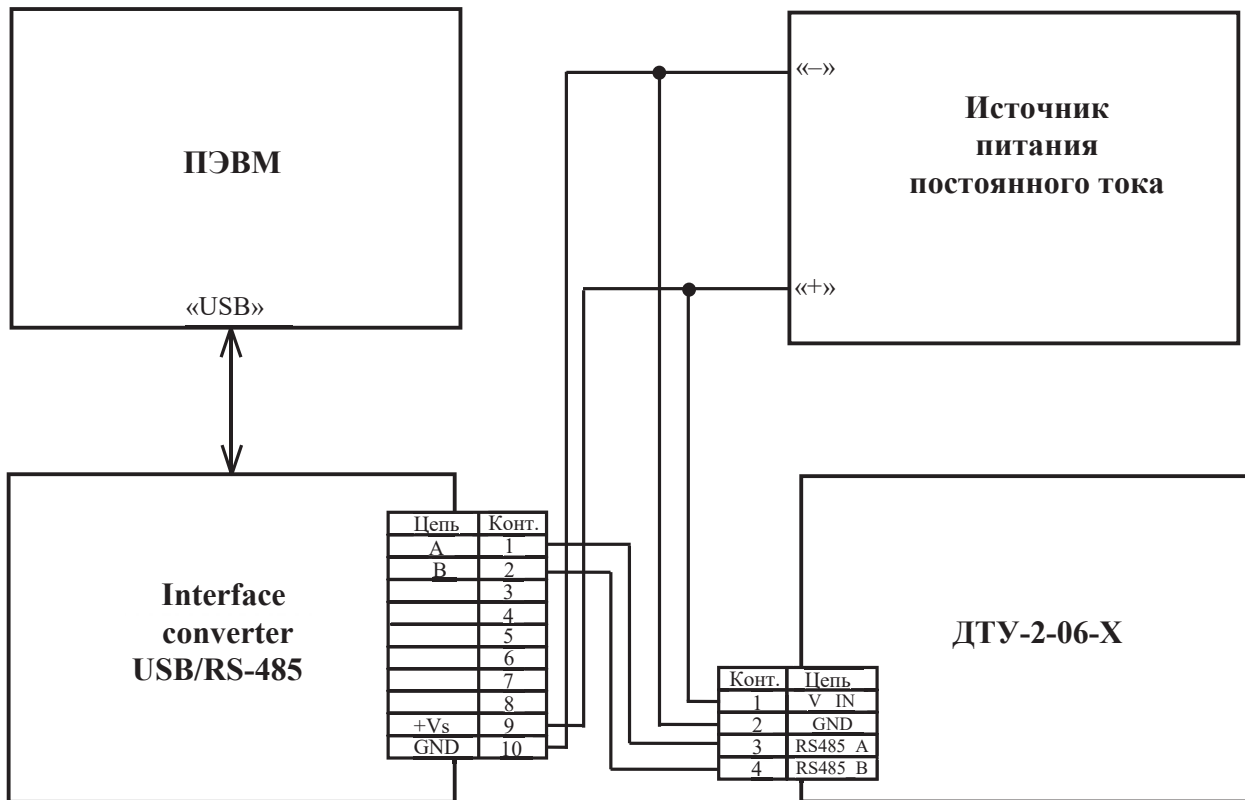 ПЭВМ
«USB»
«–»
Источник
питания
постоянного тока
«+»
Interface
converter
USB/RS-485
Цепь Конт.
A 1
B 2
3
4
5
6
7
8
+Vs 9
GND 10
ДТУ-2-06-Х
Конт. Цепь
1 V IN
2 GND
3 RS485 A
4 RS485 B